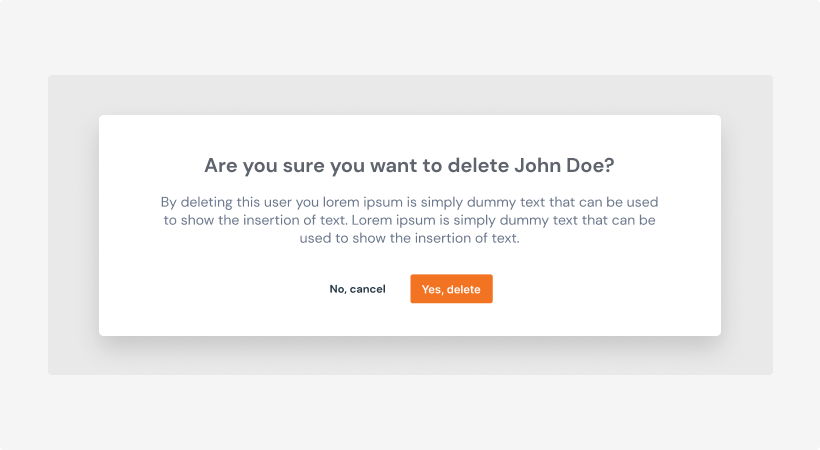 Are you sure you want to delete John Doe?
By deleting this user you lorem ipsum is simply dummy text that can be used
to show the insertion of text. Lorem ipsum is simply dummy text that can be
used to show the insertion of text.
No, cancel
Yes, delete